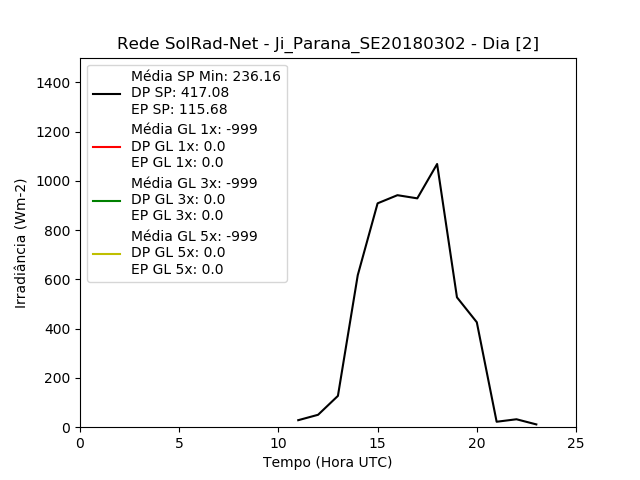 Rede SolRad-Net - Ji_Parana_SE20180302 - Dia [2]
Média SP Min: 236.16
DP SP: 417.08
EP SP: 115.68
Média GL 1x: -999
DP GL 1x: 0.0
EP GL 1x: 0.0
Média GL 3x: -999
DP GL 3x: 0.0
EP GL 3x: 0.0
Média GL 5x: -999
DP GL 5x: 0.0
EP GL 5x: 0.0
Irradiância (Wm-2)
1400
1200
1000
800
600
400
200
0
0 5 10 15 20 25
Tempo (Hora UTC)